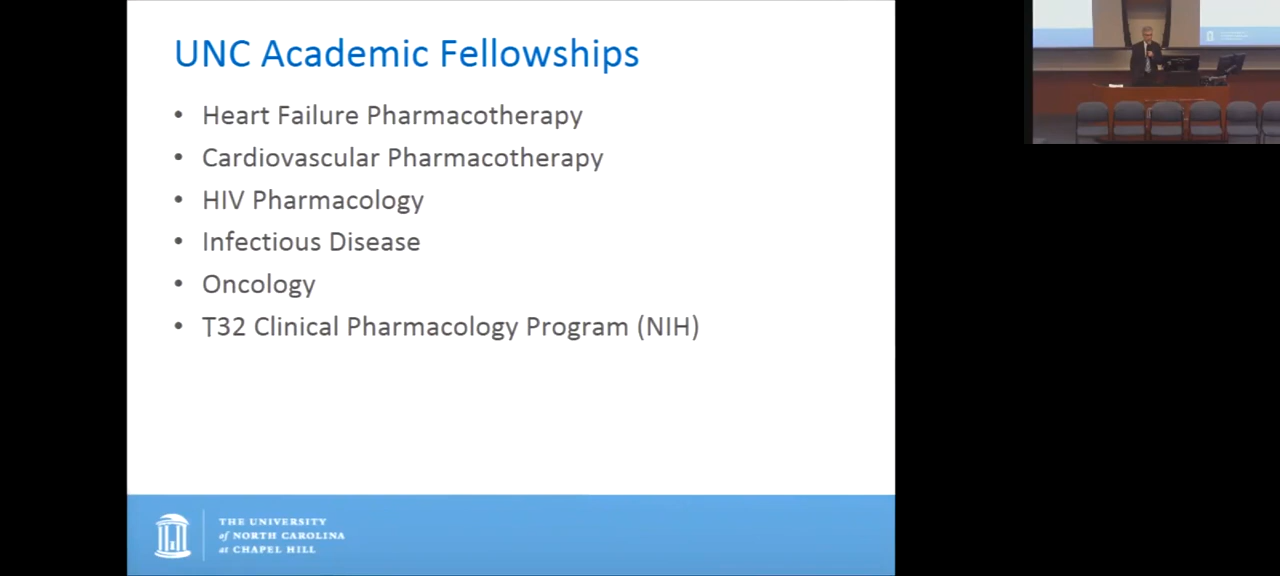 UNC Academic Fellowships
• Heart Failure Pharmacotherapy
• Cardiovascular Pharmacotherapy
• HIV Pharmacology
• Infectious Disease
• Oncology
• T32 Clinical Pharmacology Program (NIH)
THE UNIVERSITY
of NORTH CAROLINA
at CHAPEL HILL